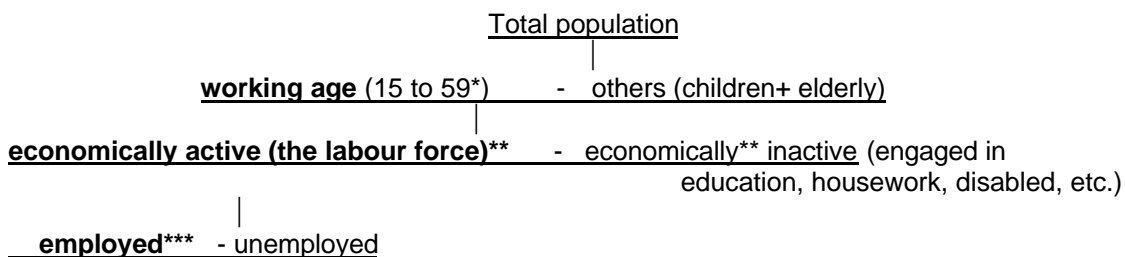 Total population
working age (15 to 59*) - others (children+ elderly)
economically active (the labour force)** - economically** inactive (engaged in
education, housework, disabled, etc.)
employed*** - unemployed